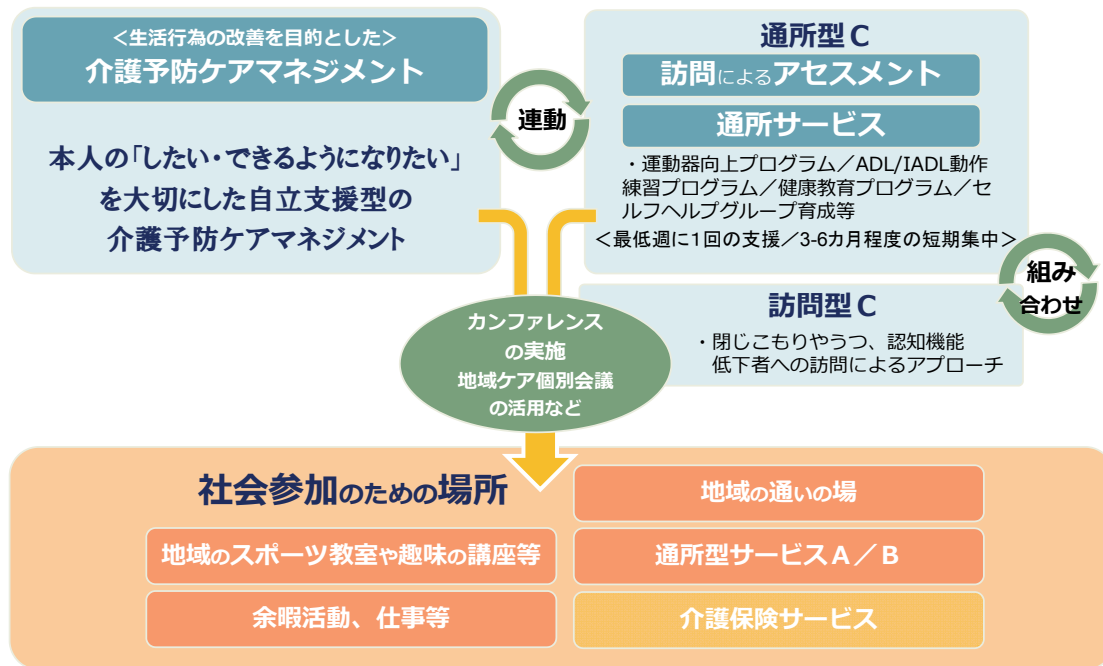 <生活行為の改善を目的とした>
介護予防ケアマネジメント
本人の「したい・できるようになりたい」
を大切にした自立支援型の
介護予防ケアマネジメント
連動
通所型C
訪問によるアセスメント
通所サービス
・運動器向上プログラム/ADL/IADL動作
練習プログラム/健康教育プログラム/セ
ルフヘルプグループ育成等
<最低週に1回の支援/3-6カ月程度の短期集中>
組み
合わせ
訪問型C
・閉じこもりやうつ、認知機能
低下者への訪問によるアプローチ
カンファレンス
の実施
地域ケア個別会議
の活用など
社会参加のための場所
地域の通いの場
地域のスポーツ教室や趣味の講座等
通所型サービスA/B
余暇活動、仕事等
介護保険サービス